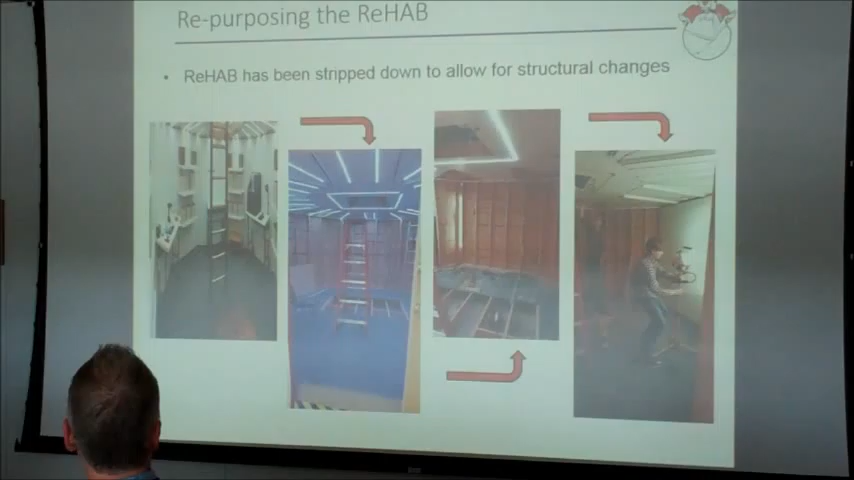 Re-purposing the ReHAB
• ReHAB has been stripped down to allow for structural changes